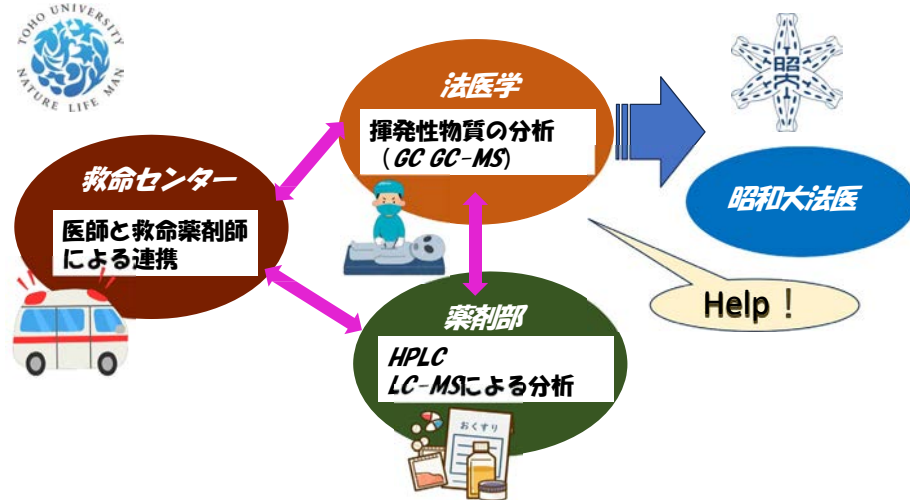 TOHO UNIVERSITY
NATURE LIFE MAN
法医学
揮発性物質の分析
(GC GC-MS)
救命センター
医師と救命薬剤師
による連携
昭大
昭和大法医
Help!
薬剤部
HPLC
LC-MSによる分析
おくすり